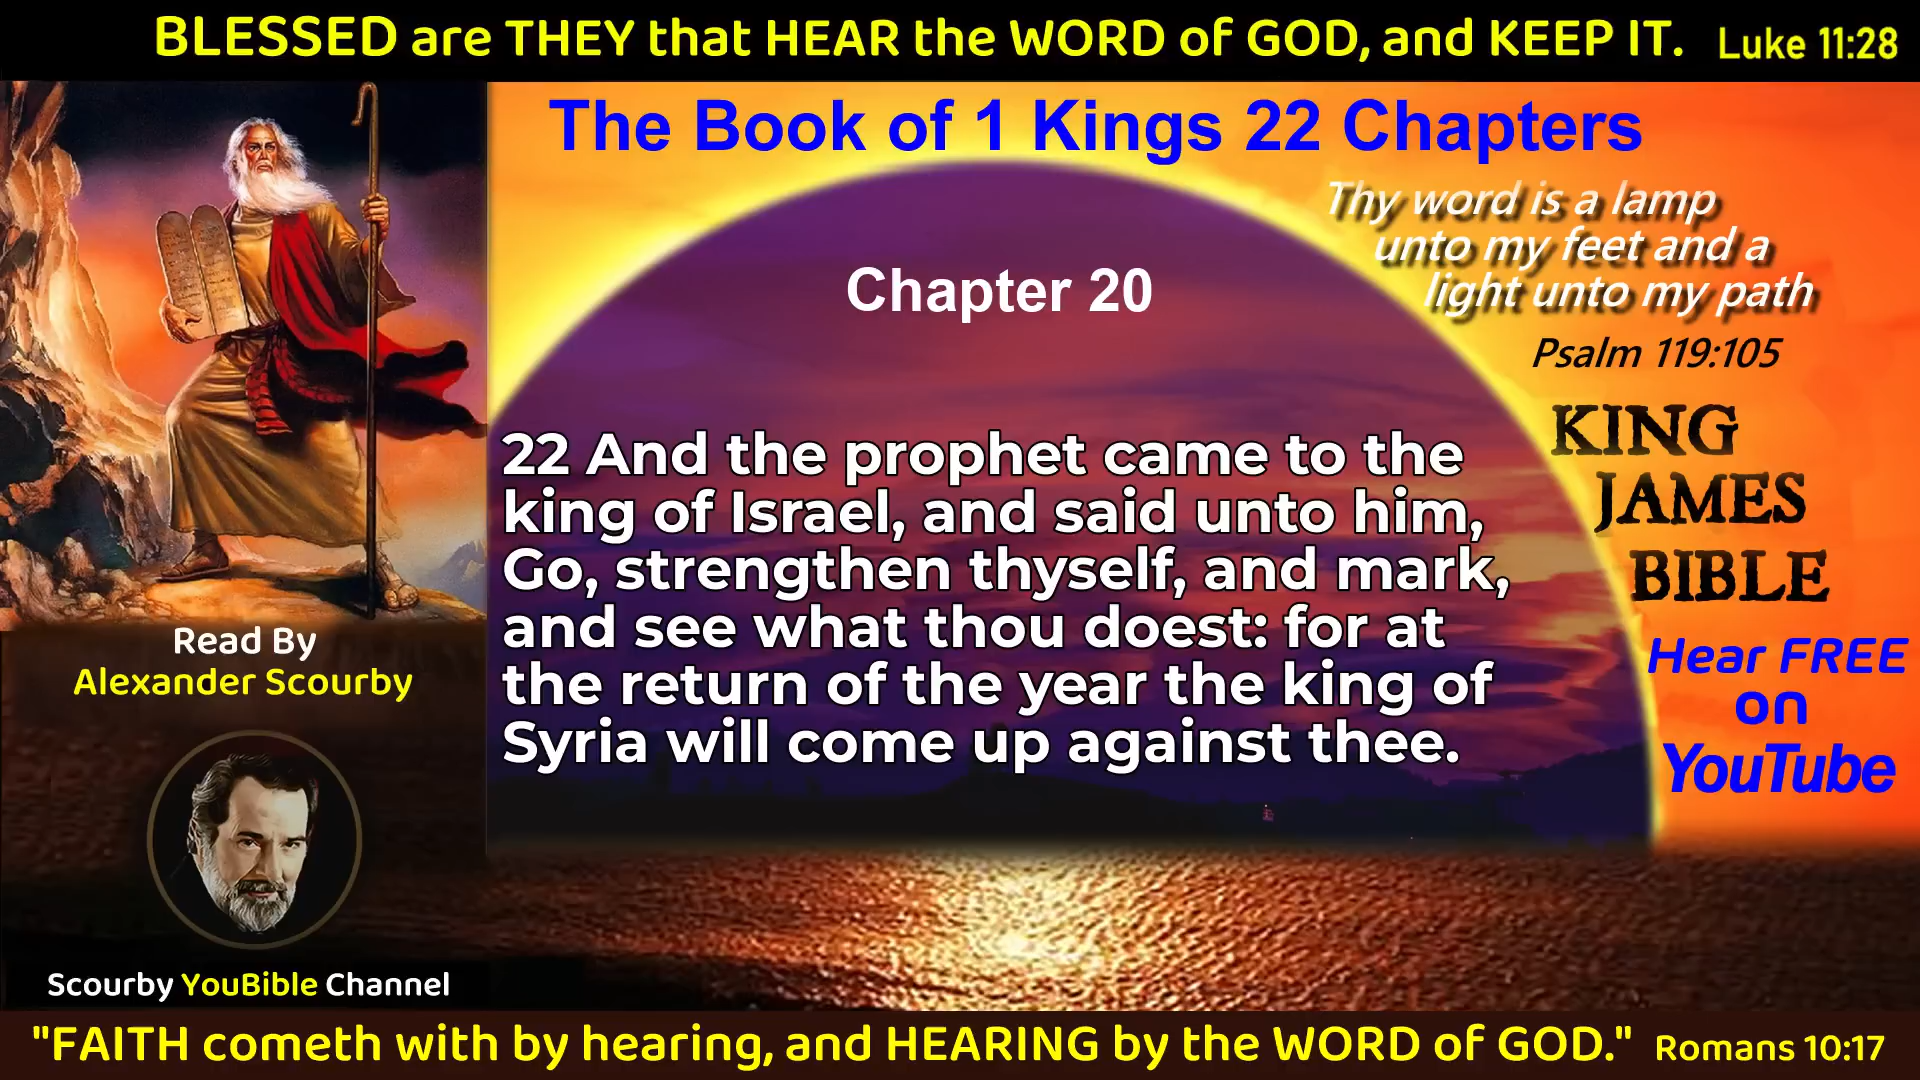 BLESSED are THEY that HEAR the WORD of GOD, and KEEP IT. Luke 11:28
The Book of 1 Kings 22 Chapters
Thy word is a lamp
unto my feet and a
light unto my path
Psalm 119:105
Chapter 20
22 And the prophet came to the
king of Israel, and said unto him,
Go, strengthen thyself, and mark,
and see what thou doest: for at
the return of the year the king of
Syria will come up against thee.
KING
JAMES
BIBLE
Hear FREE
on
YouTube
Read By
Alexander Scourby
Scourby YouBible Channel
"FAITH cometh with by hearing, and HEARING by the WORD of GOD." Romans 10:17